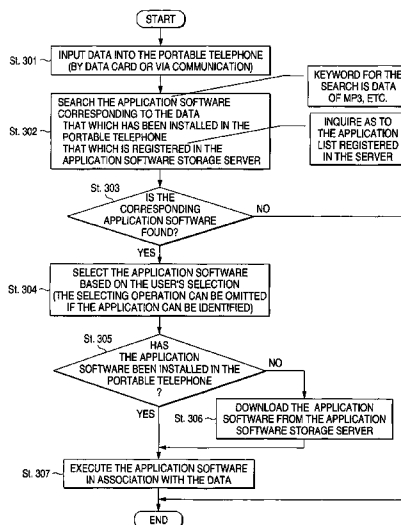 START
St. 301
INPUT DATA INTO THE PORTABLE TELEPHONE
(BY DATA CARD OR VIA COMMUNICATION)
KEYWORD FOR THE
SEARCH IS DATA
OF MP3, ETC.
St. 302
SEARCH THE APPLICATION SOFTWARE
CORRESPONDING TO THE DATA
THAT WHICH HAS BEEN INSTALLED IN THE
PORTABLE TELEPHONE
THAT WHICH IS REGISTERED IN THE
APPLICATION SOFTWARE STORAGE SERVER
INQUIRE AS TO
THE APPLICATION
LIST REGISTERED
IN THE SERVER
St. 303
IS THE
CORRESPONDING
APPLICATION SOFTWARE
FOUND?
NO
YES
St. 304
SELECT THE APPLICATION SOFTWARE
BASED ON THE USER'S SELECTION
(THE SELECTING OPERATION CAN BE OMITTED
IF THE APPLICATION CAN BE IDENTIFIED)
St. 305
HAS
THE APPLICATION
SOFTWARE BEEN INSTALLED IN THE
PORTABLE TELEPHONE
?
NO
YES
St. 306
DOWNLOAD THE APPLICATION
SOFTWARE FROM THE APPLICATION
SOFTWARE STORAGE SERVER
St. 307
EXECUTE THE APPLICATION SOFTWARE
IN ASSOCIATION WITH THE DATA
END